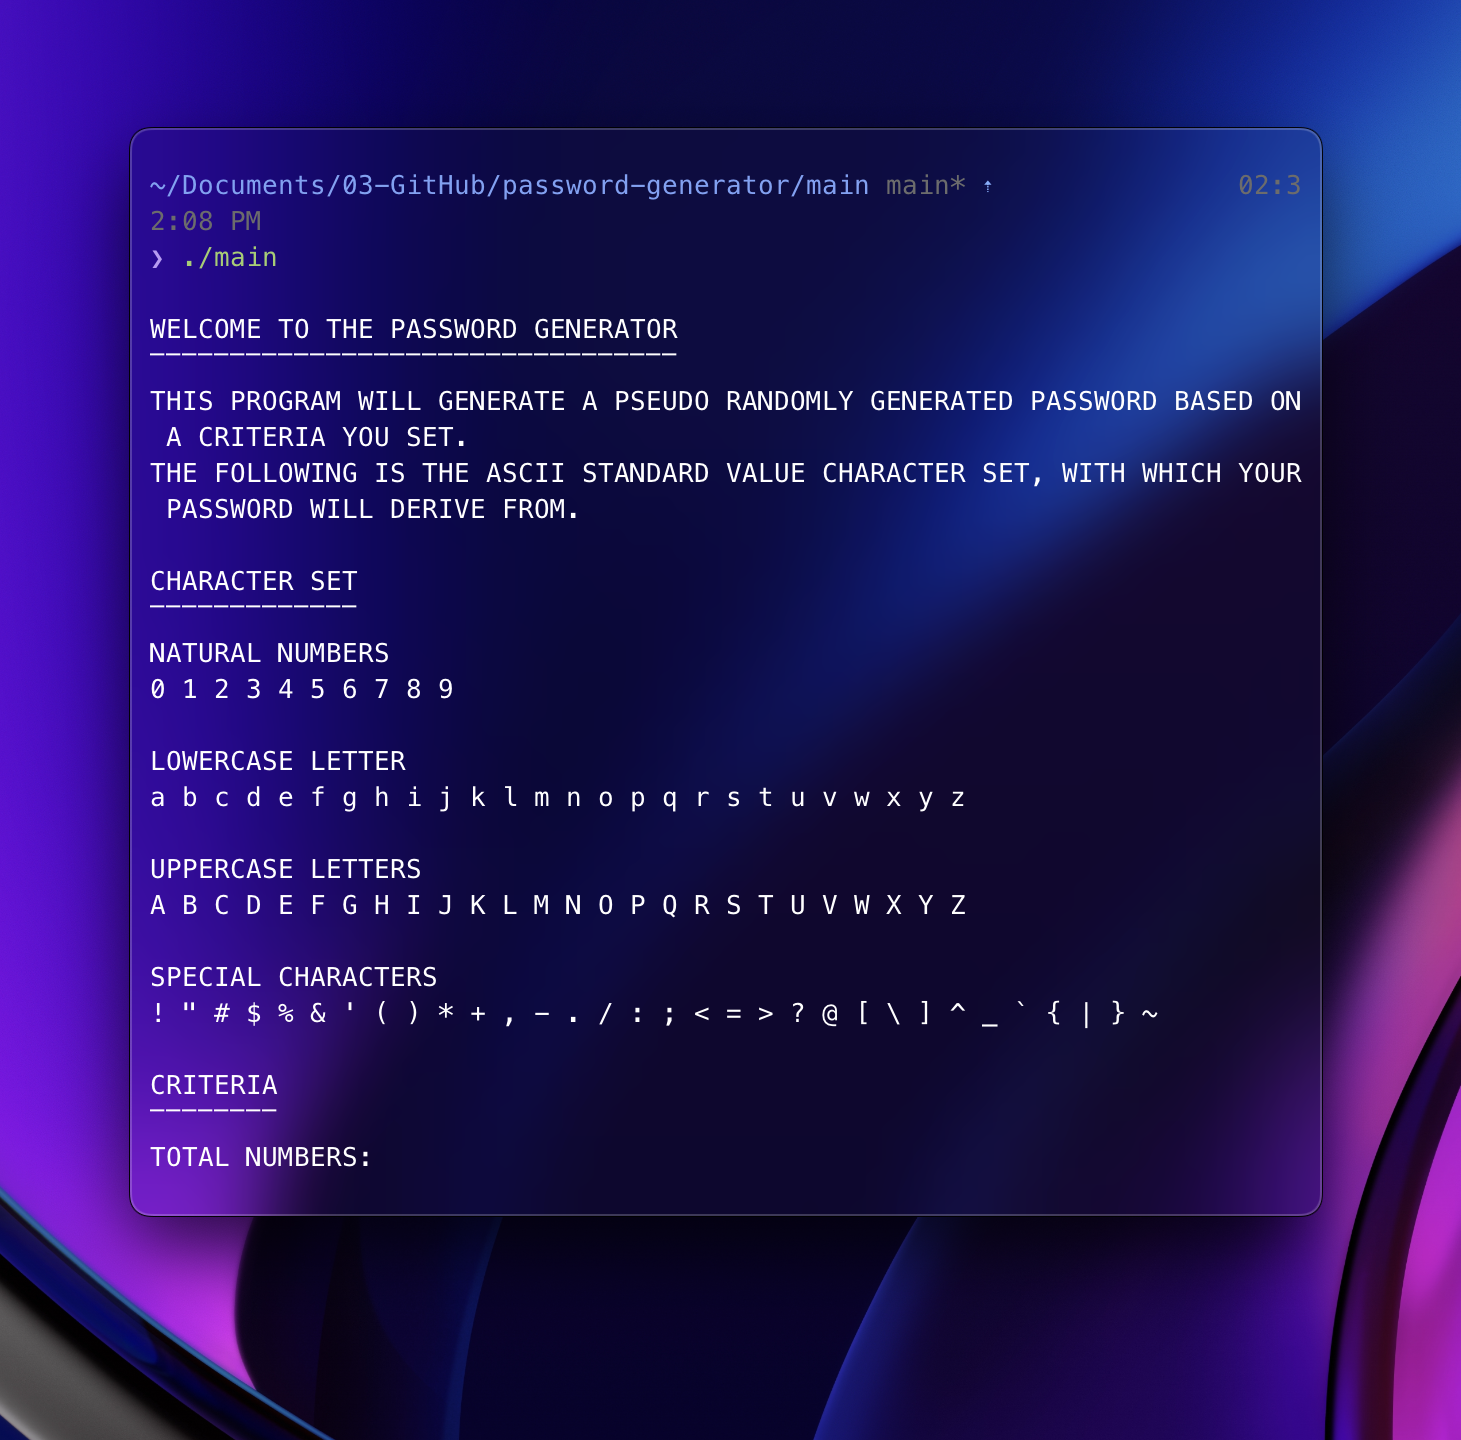 ~/Documents/03-GitHub/password-generator/main main* ⇡ 02:3
2:08 PM
❯ ./main
WELCOME TO THE PASSWORD GENERATOR
---------------------------------
THIS PROGRAM WILL GENERATE A PSEUDO RANDOMLY GENERATED PASSWORD BASED ON
 A CRITERIA YOU SET.
THE FOLLOWING IS THE ASCII STANDARD VALUE CHARACTER SET, WITH WHICH YOUR
 PASSWORD WILL DERIVE FROM.
CHARACTER SET
-------------
NATURAL NUMBERS
0 1 2 3 4 5 6 7 8 9
LOWERCASE LETTER
a b c d e f g h i j k l m n o p q r s t u v w x y z
UPPERCASE LETTERS
A B C D E F G H I J K L M N O P Q R S T U V W X Y Z
SPECIAL CHARACTERS
! " # $ % & ' ( ) * + , - . / : ; < = > ? @ [ \ ] ^ _ ` { | } ~
CRITERIA
--------
TOTAL NUMBERS: